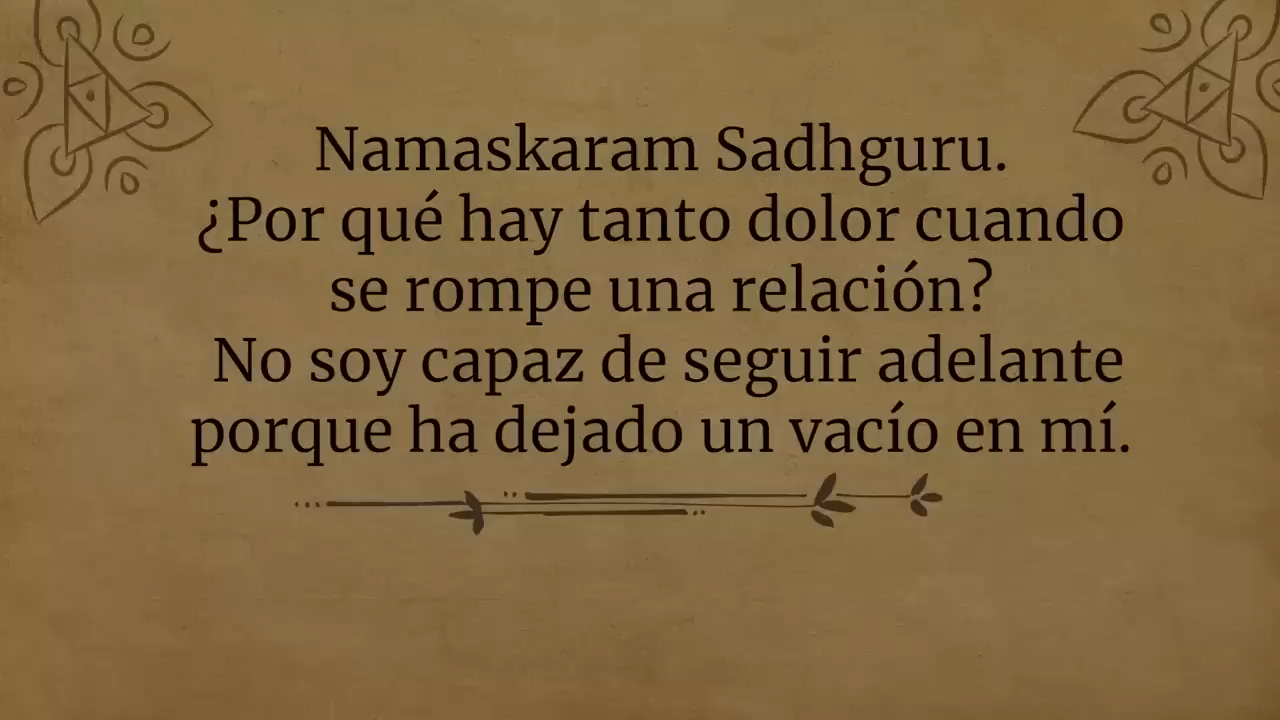 Namaskaram Sadhguru.
¿Por qué hay tanto dolor cuando
se rompe una relación?
No soy capaz de seguir adelante
porque ha dejado un vacío en mí.